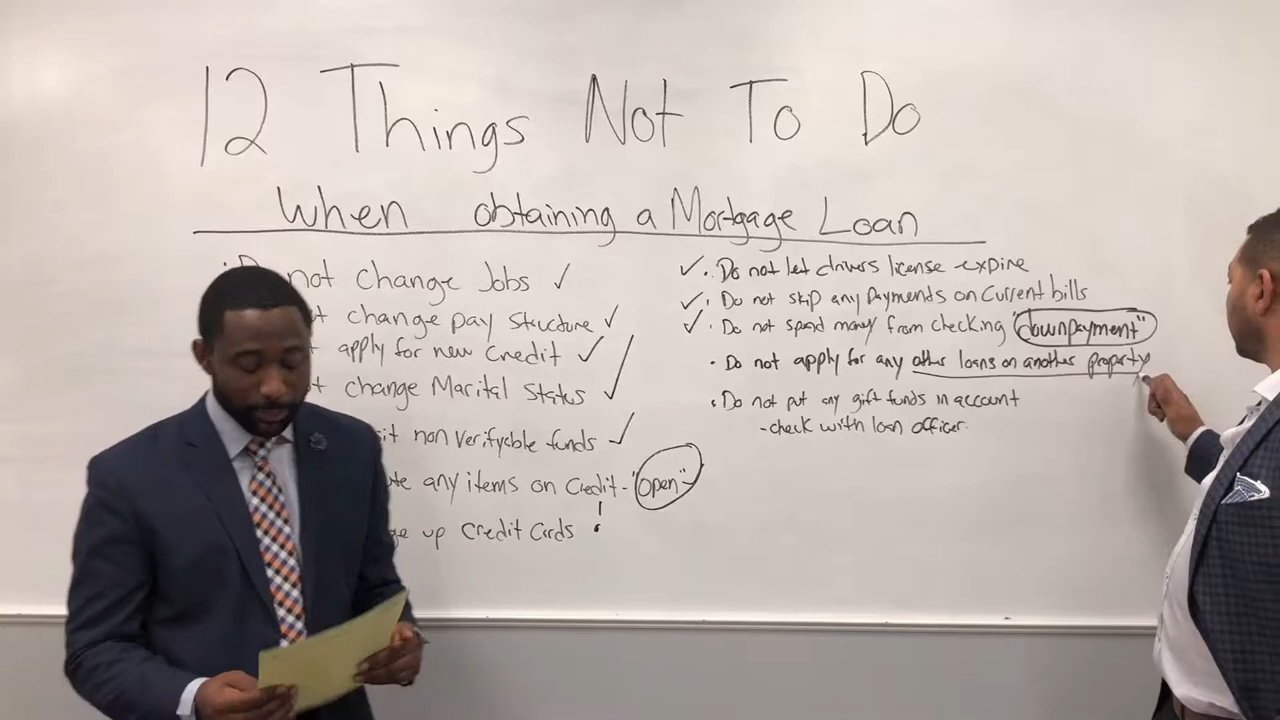 12 Things Not To Do
When obtaining a Mortgage Loan
not Change Jobs ✓
change pay structure ✓
apply for new credit ✓
change Marital Status ✓
non verifyable funds ✓
any items on Credit - "Open"
up Credit Cards
✓ • Do not let drivers license expire
✓ • Do not skip any payments on Current bills
✓ • Do not spend money from checking "downpayment"
• Do not apply for any other loans on another property
• Do not put any gift funds in account
- check with loan officer.